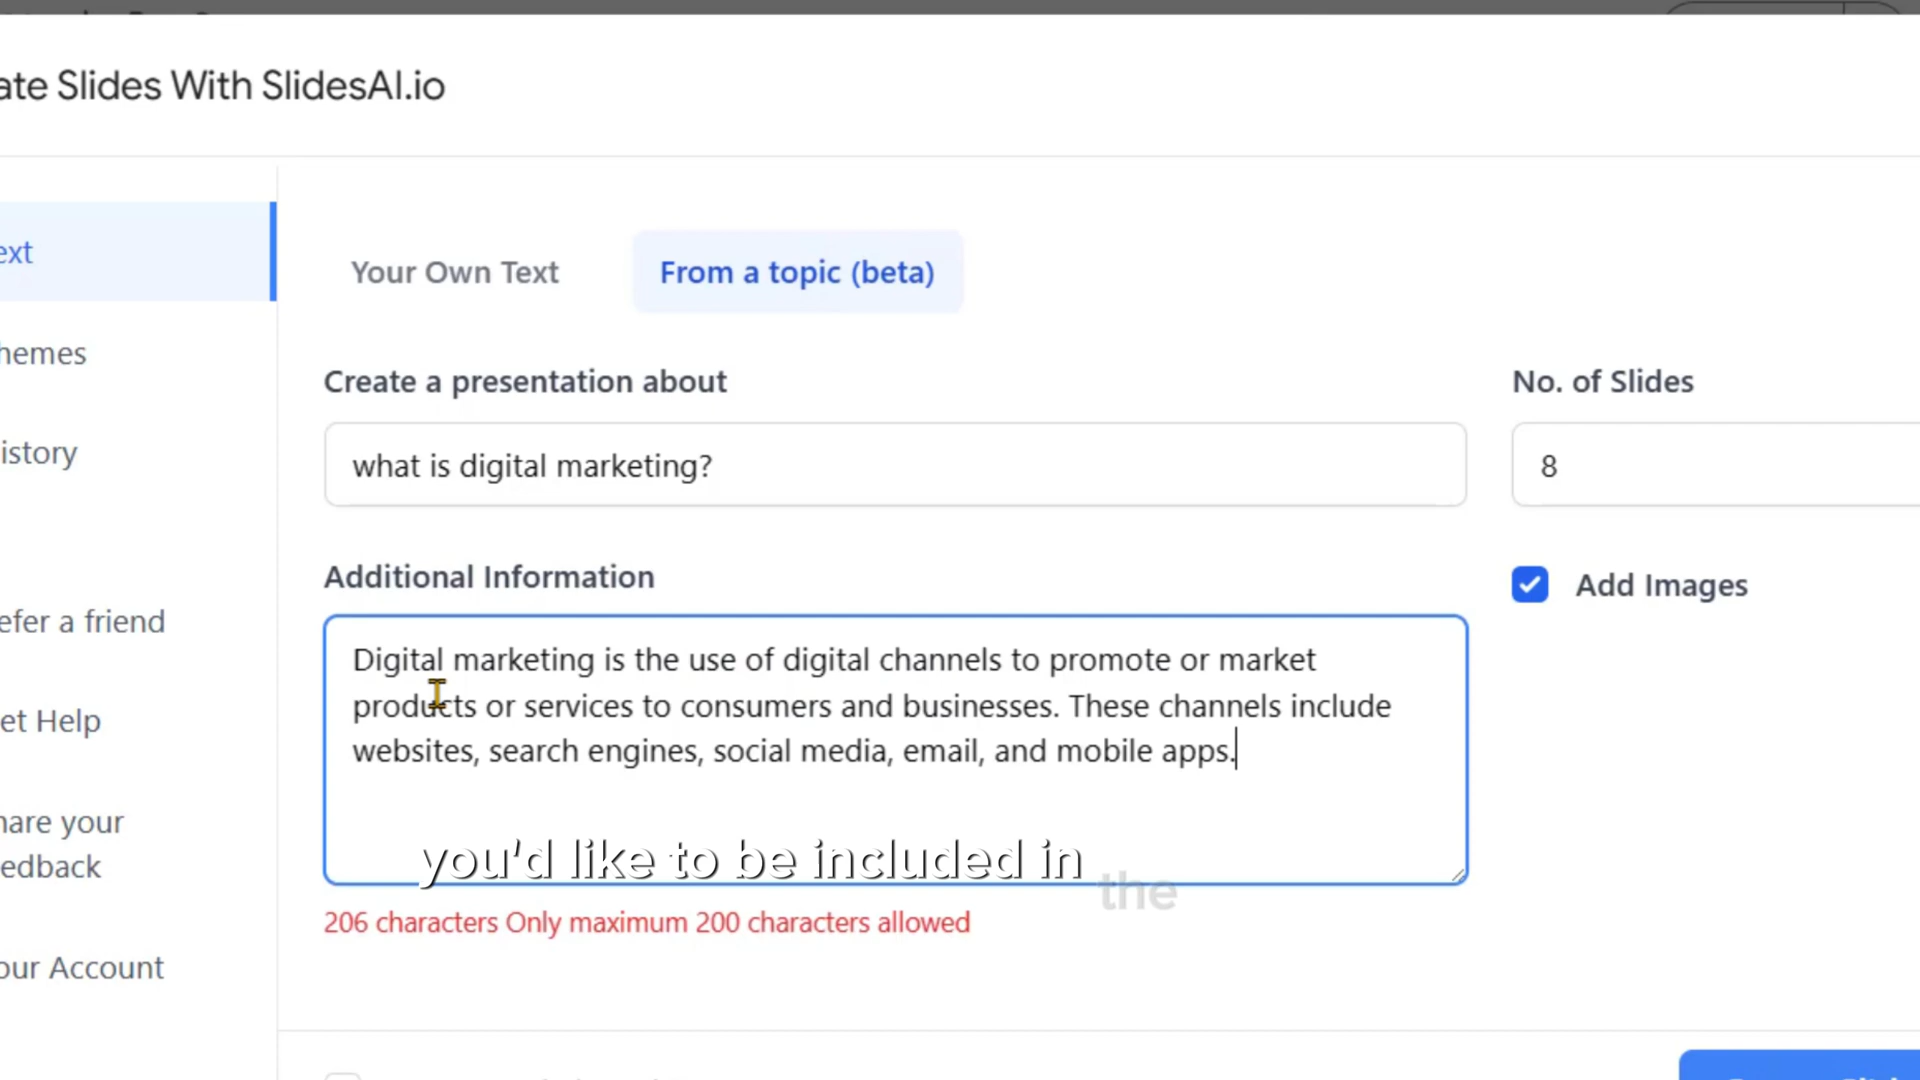 ate Slides With SlidesAI.io
ext
Your Own Text
From a topic (beta)
hemes
Create a presentation about
No. of Slides
istory
what is digital marketing?
8
Additional Information
Add Images
efer a friend
Digital marketing is the use of digital channels to promote or market
products or services to consumers and businesses. These channels include
websites, search engines, social media, email, and mobile apps.
et Help
hare your
edback
you'd like to be included in the
206 characters Only maximum 200 characters allowed
our Account